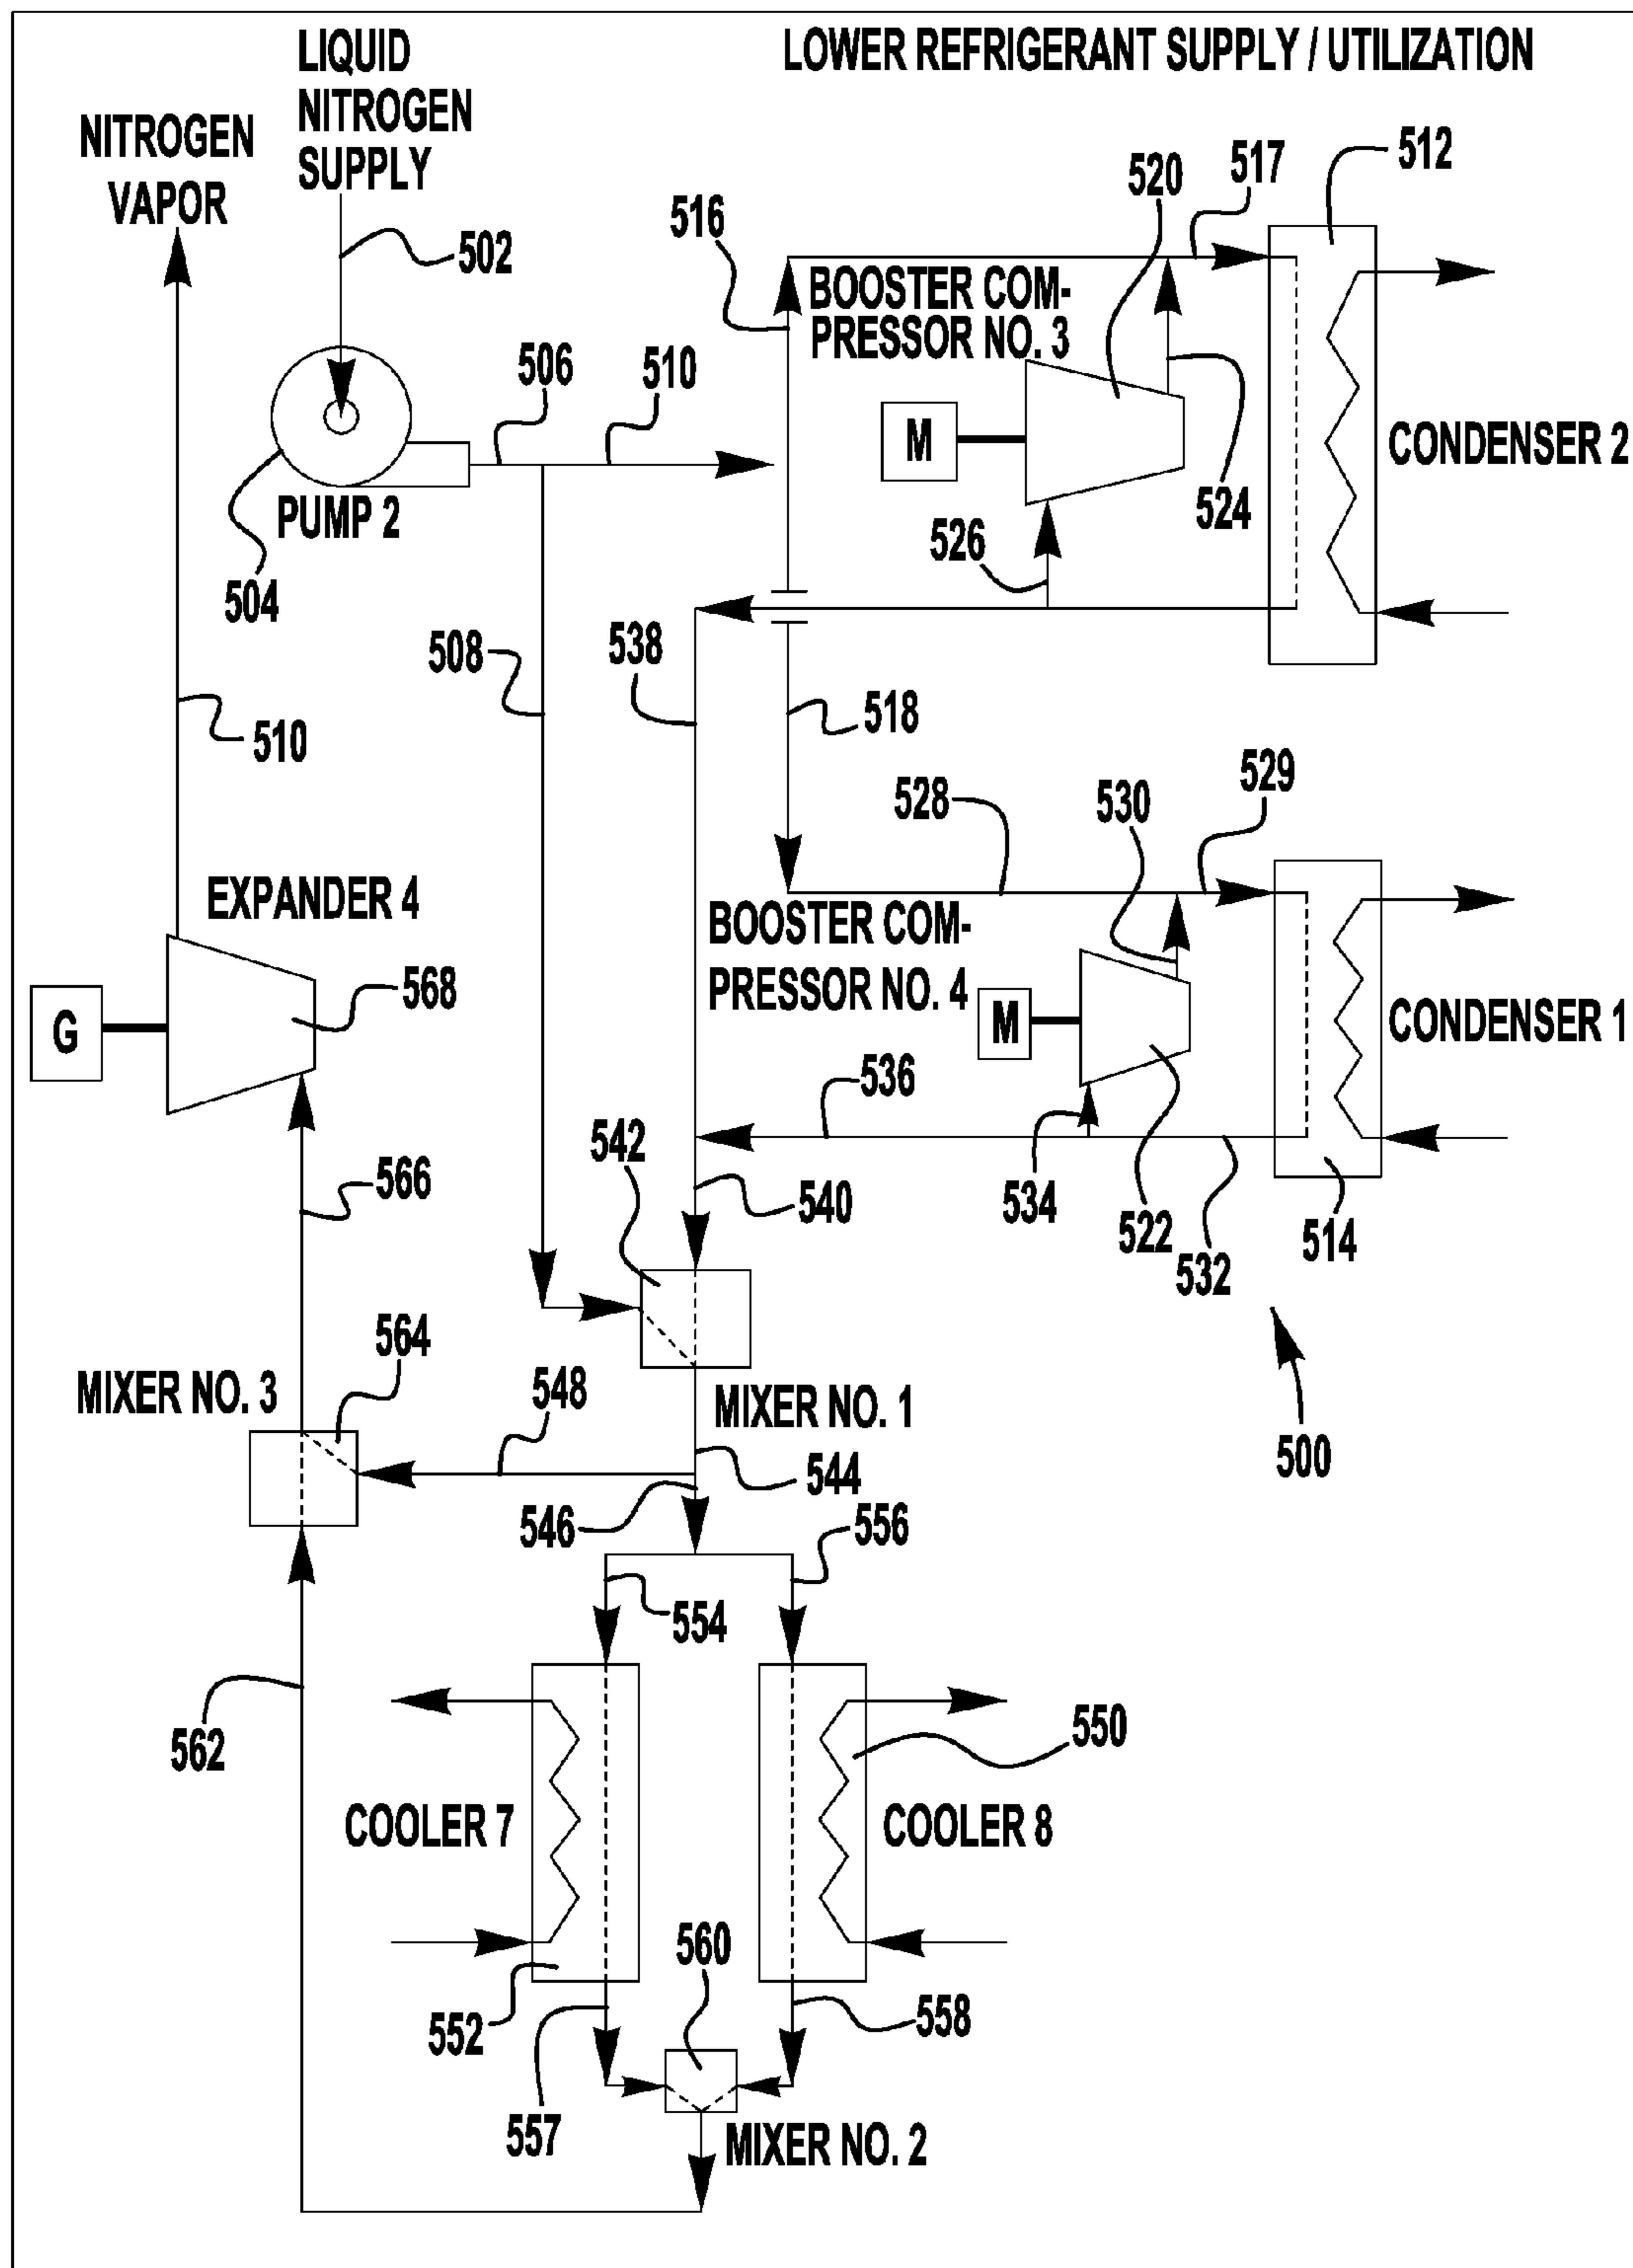 LOWER REFRIGERANT SUPPLY / UTILIZATION
LIQUID
NITROGEN
SUPPLY
NITROGEN
VAPOR
502
516
520
517
512
BOOSTER COM-
PRESSOR NO. 3
506
510
M
CONDENSER 2
524
PUMP 2
526
504
508
538
518
510
528
530
529
EXPANDER 4
BOOSTER COM-
PRESSOR NO. 4
568
G
M
CONDENSER 1
536
542
534
540
522
532
514
566
564
MIXER NO. 3
548
MIXER NO. 1
544
500
546
556
554
562
550
COOLER 7
COOLER 8
560
552
558
557
MIXER NO. 2